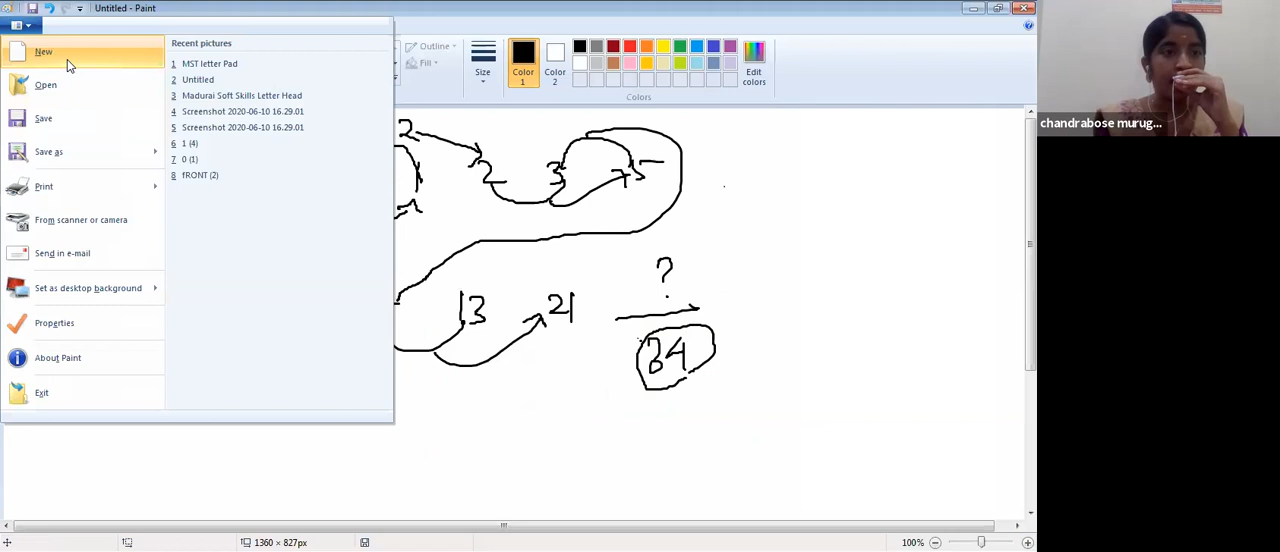 Untitled - Paint
New
Open
Save
Save as
Print
From scanner or camera
Send in e-mail
Set as desktop background
Properties
About Paint
Exit
Recent pictures
1 MST letter Pad
2 Untitled
3 Madurai Soft Skills Letter Head
4 Screenshot 2020-06-10 16.29.01
5 Screenshot 2020-06-10 16.29.01
6 1 (4)
7 0 (1)
8 fRONT (2)
Outline
Fill
Size
Color 1
Color 2
Edit colors
Colors
chandrabose murug...
2
2 3 5
13 21 ?
34
1360 × 827px
100%